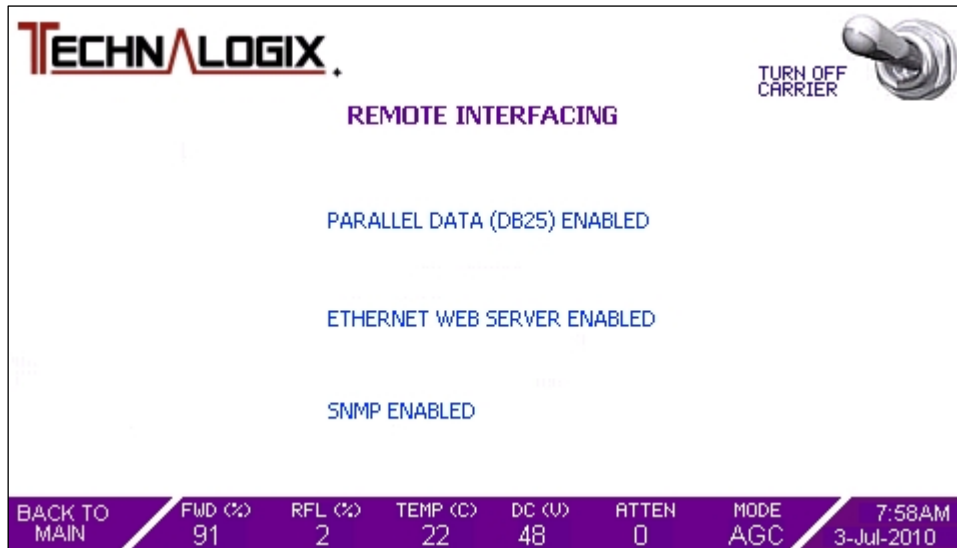 TECHNALOGIX
TURN OFF
CARRIER
REMOTE INTERFACING
PARALLEL DATA (DB25) ENABLED
ETHERNET WEB SERVER ENABLED
SNMP ENABLED
BACK TO
MAIN
FWD (%)
91
RFL (%)
2
TEMP (C)
22
DC (V)
48
ATTEN
0
MODE
AGC
7:58AM
3-Jul-2010